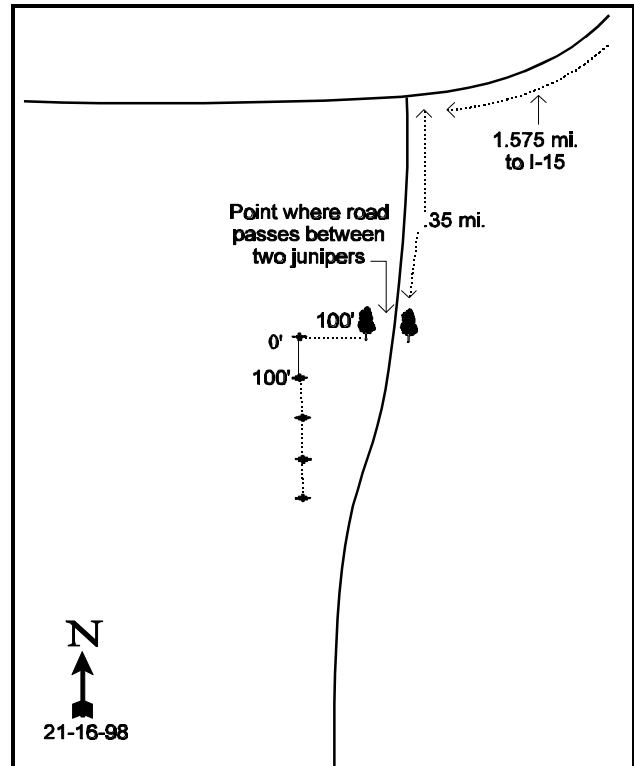 1.575 mi.
to I-15
.35 mi.
Point where road
passes between
two junipers
100'
0'
100'
N
21-16-98